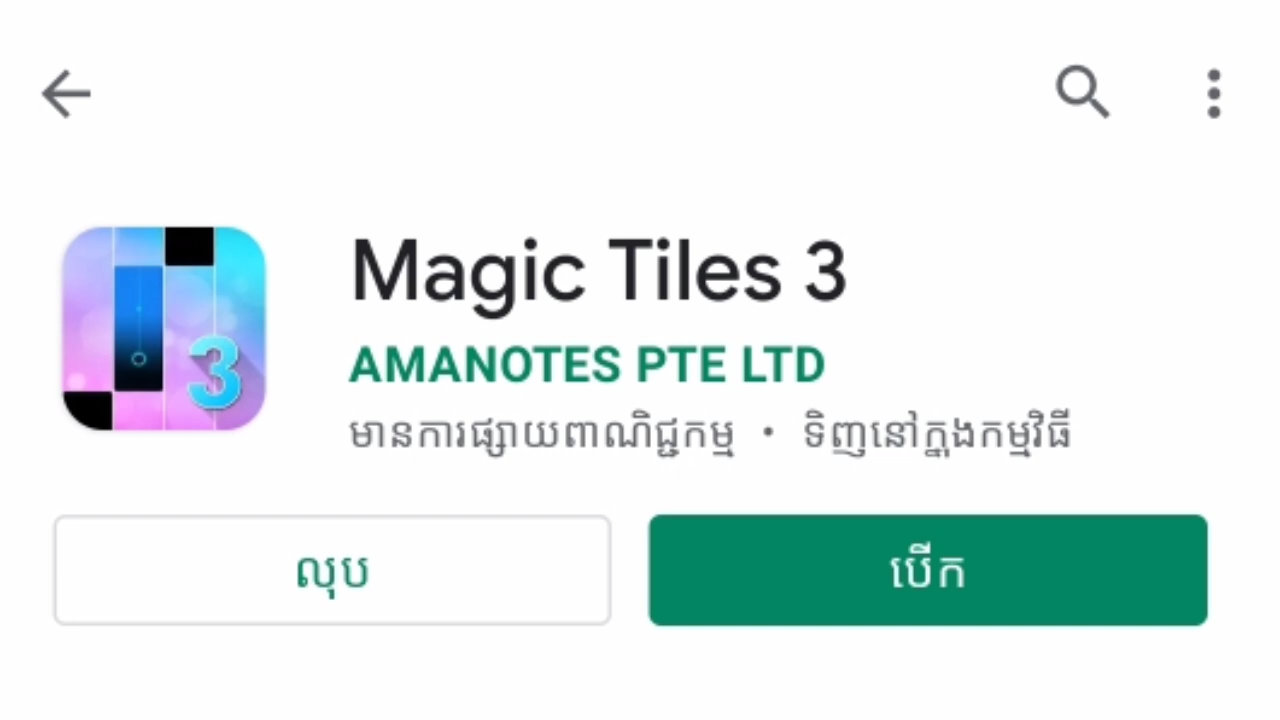 3
Magic Tiles 3
AMANOTES PTE LTD
មានការផ្សាយពាណិជ្ជកម្ម • ទិញនៅក្នុងកម្មវិធី
លុប
បើក